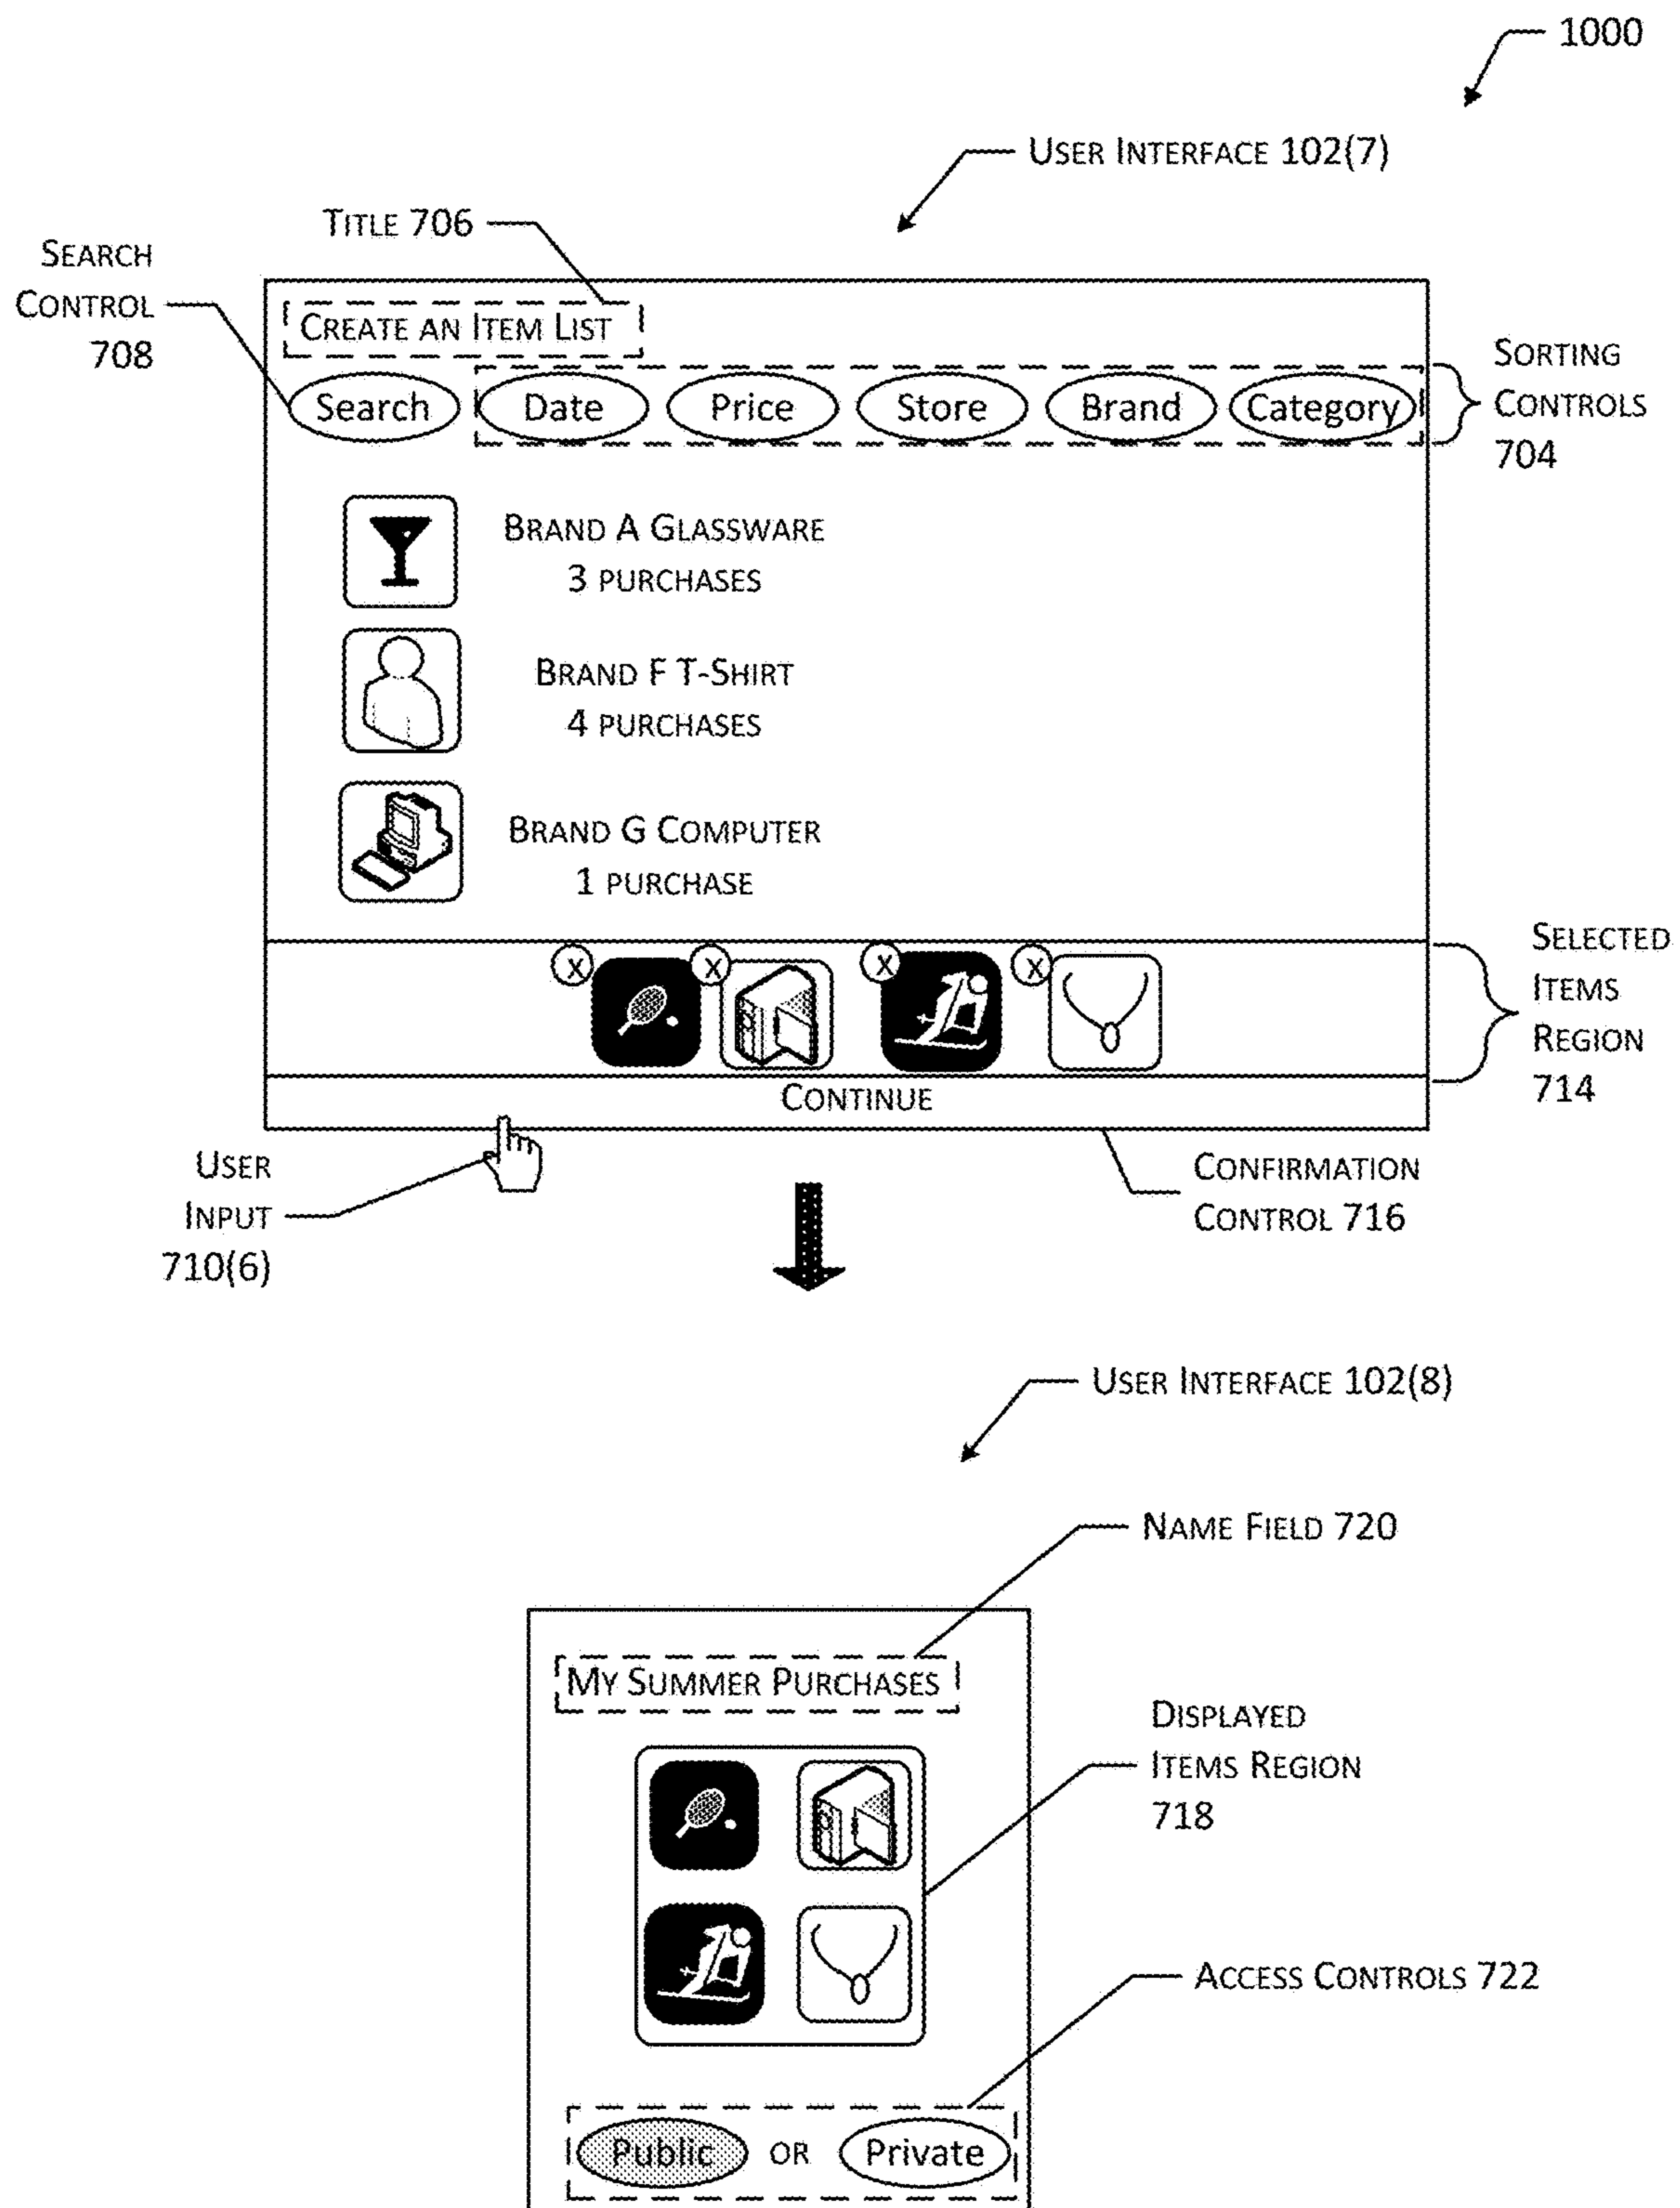 1000
USER INTERFACE 102(7)
TITLE 706
SEARCH
CONTROL
708
CREATE AN ITEM LIST
Search Date Price Store Brand Category
SORTING
CONTROLS
704
BRAND A GLASSWARE
3 PURCHASES
BRAND F T-SHIRT
4 PURCHASES
BRAND G COMPUTER
1 PURCHASE
X X X X
SELECTED
ITEMS
REGION
714
CONTINUE
USER
INPUT
710(6)
CONFIRMATION
CONTROL 716
USER INTERFACE 102(8)
NAME FIELD 720
MY SUMMER PURCHASES
DISPLAYED
ITEMS REGION
718
ACCESS CONTROLS 722
Public OR Private